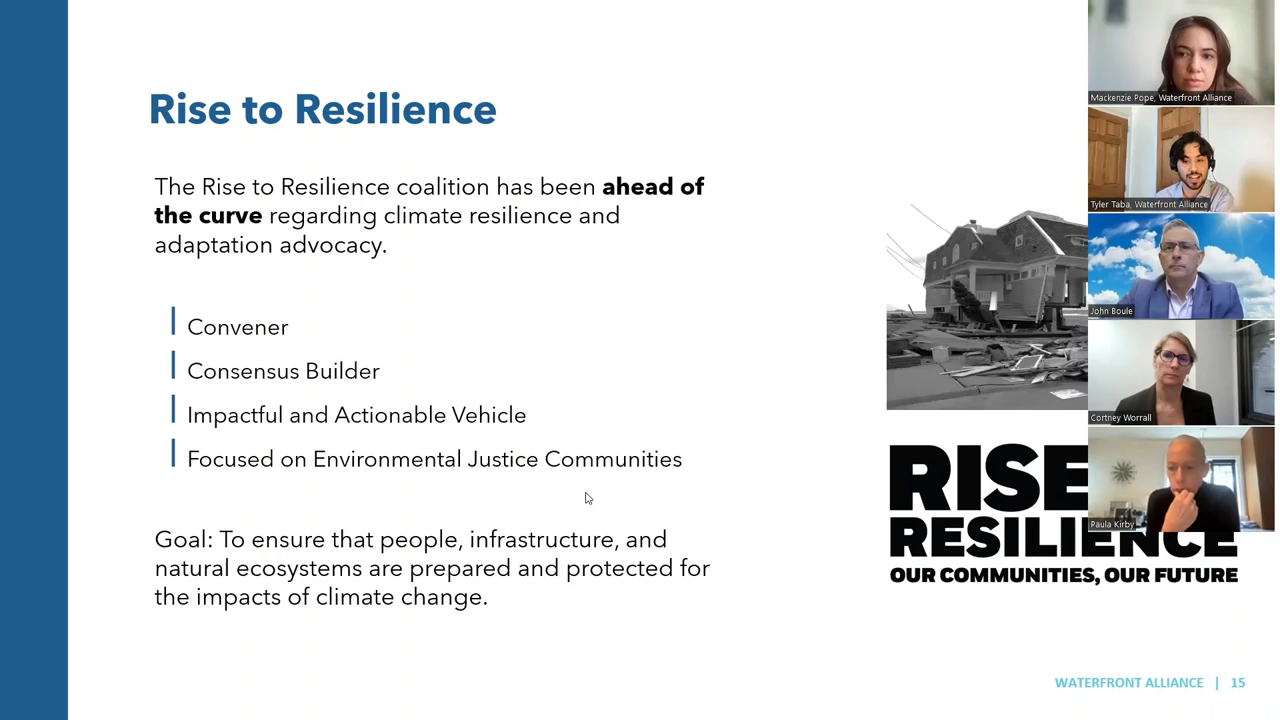 Rise to Resilience
The Rise to Resilience coalition has been ahead of
the curve regarding climate resilience and
adaptation advocacy.
Convener
Consensus Builder
Impactful and Actionable Vehicle
Focused on Environmental Justice Communities
Goal: To ensure that people, infrastructure, and
natural ecosystems are prepared and protected for
the impacts of climate change.
RISE
RESILIENCE
OUR COMMUNITIES, OUR FUTURE
WATERFRONT ALLIANCE | 15
Mackenzie Pope, Waterfront Alliance
Tyler Taba, Waterfront Alliance
John Boule
Cortney Worrall
Paula Kirby